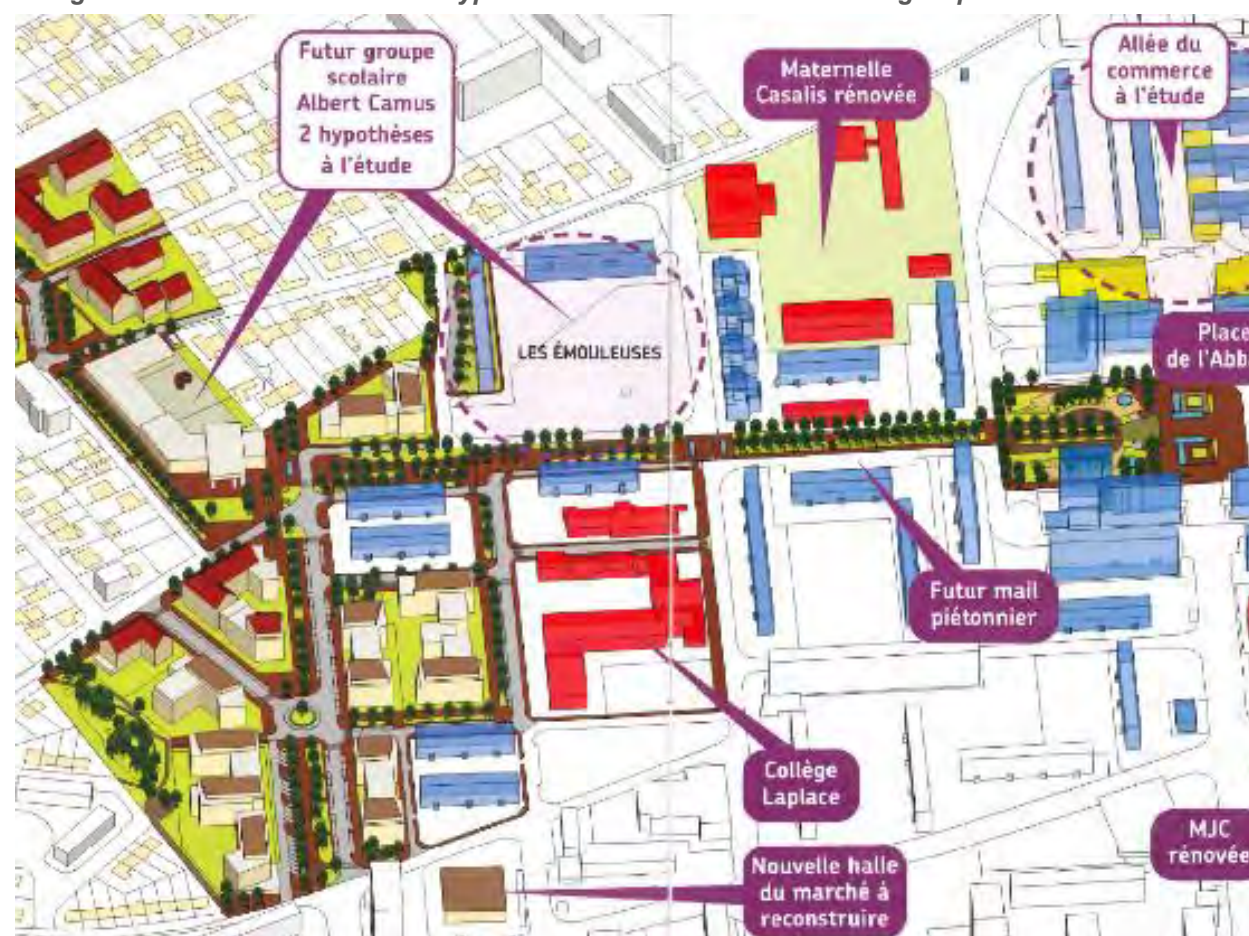 Futur groupe
scolaire
Albert Camus
2 hypothèses
à l'étude
Maternelle
Casalis rénovée
Allée du
commerce
à l'étude
LES ÉMOULEUSES
Place
de l'Abb
Futur mail
piétonnier
Collège
Laplace
MJC
rénovée
Nouvelle halle
du marché à
reconstruire